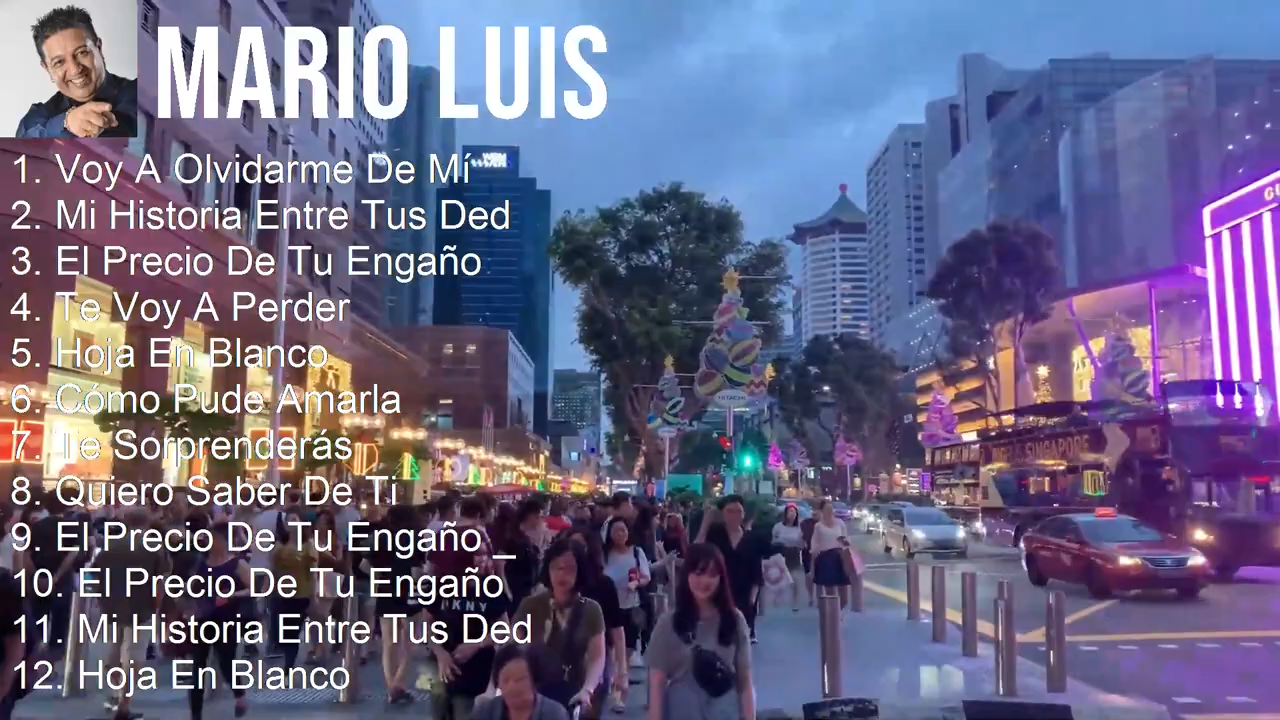 MARIO LUIS
1. Voy A Olvidarme De Mí
2. Mi Historia Entre Tus Ded
3. El Precio De Tu Engaño
4. Te Voy A Perder
5. Hoja En Blanco
6. Cómo Pude Amarla
7. Te Sorprenderás
8. Quiero Saber De Ti
9. El Precio De Tu Engaño _
10. El Precio De Tu Engaño
11. Mi Historia Entre Tus Ded
12. Hoja En Blanco
HITACHI
SINGAPORE
DKNY